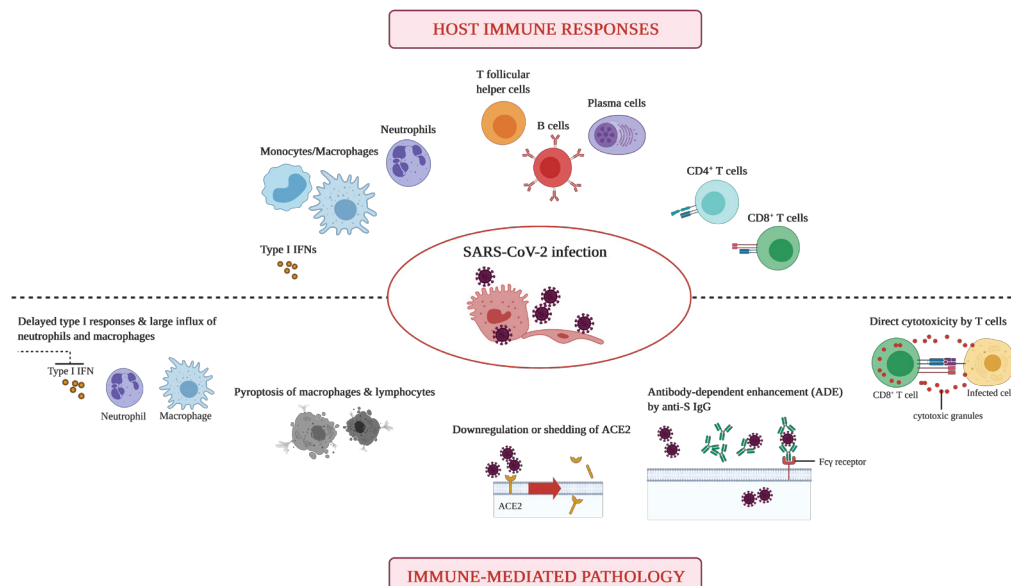 HOST IMMUNE RESPONSES
T follicular
helper cells
Plasma cells
B cells
Neutrophils
Monocytes/Macrophages
CD4⁺ T cells
CD8⁺ T cells
Type I IFNs
SARS-CoV-2 infection
Delayed type I responses & large influx of
neutrophils and macrophages
Type I IFN
Neutrophil
Macrophage
Pyroptosis of macrophages & lymphocytes
Downregulation or shedding of ACE2
ACE2
Antibody-dependent enhancement (ADE)
by anti-S IgG
Fcγ receptor
Direct cytotoxicity by T cells
CD8⁺ T cell
Infected cell
cytotoxic granules
IMMUNE-MEDIATED PATHOLOGY